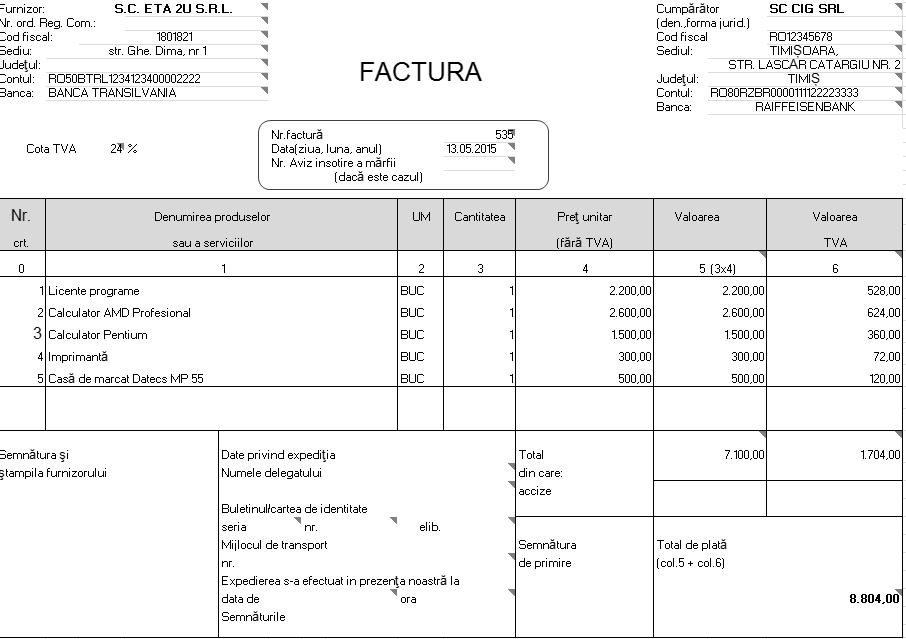 Furnizor: S.C. ETA 2U S.R.L.
Nr. ord. Reg. Com.:
Cod fiscal: 1801821
Sediu: str. Ghe. Dima, nr 1
Judeţul:
Contul: RO50BTRL1234123400002222
Banca: BANCA TRANSILVANIA
FACTURA
Cumpărător SC CIG SRL
(den.,forma jurid.)
Cod fiscal RO12345678
Sediul: TIMIŞOARA,
STR. LASCĂR CATARGIU NR. 2
Judeţul: TIMIŞ
Contul: RO80RZBR0000111122223333
Banca: RAIFFEISENBANK
Cota TVA 24 %
Nr.factură 535
Data(ziua, luna, anul) 13.05.2015
Nr. Aviz insotire a mărfii
(dacă este cazul)
Nr. Denumirea produselor UM Cantitatea Preţ unitar Valoarea Valoarea
crt. sau a serviciilor (fără TVA) TVA
0 1 2 3 4 5 (3x4) 6
1 Licente programe BUC 1 2.200,00 2.200,00 528,00
2 Calculator AMD Profesional BUC 1 2.600,00 2.600,00 624,00
3 Calculator Pentium BUC 1 1.500,00 1.500,00 360,00
4 Imprimantă BUC 1 300,00 300,00 72,00
5 Casă de marcat Datecs MP 55 BUC 1 500,00 500,00 120,00
Semnătura şi
ştampila furnizorului
Date privind expediţia
Numele delegatului
Buletinul/cartea de identitate
seria nr. elib.
Mijlocul de transport
nr.
Expedierea s-a efectuat in prezenţa noastră la
data de ora
Semnăturile
Total 7.100,00 1.704,00
din care:
accize
Semnătura
de primire
Total de plată
(col.5 + col.6)
8.804,00